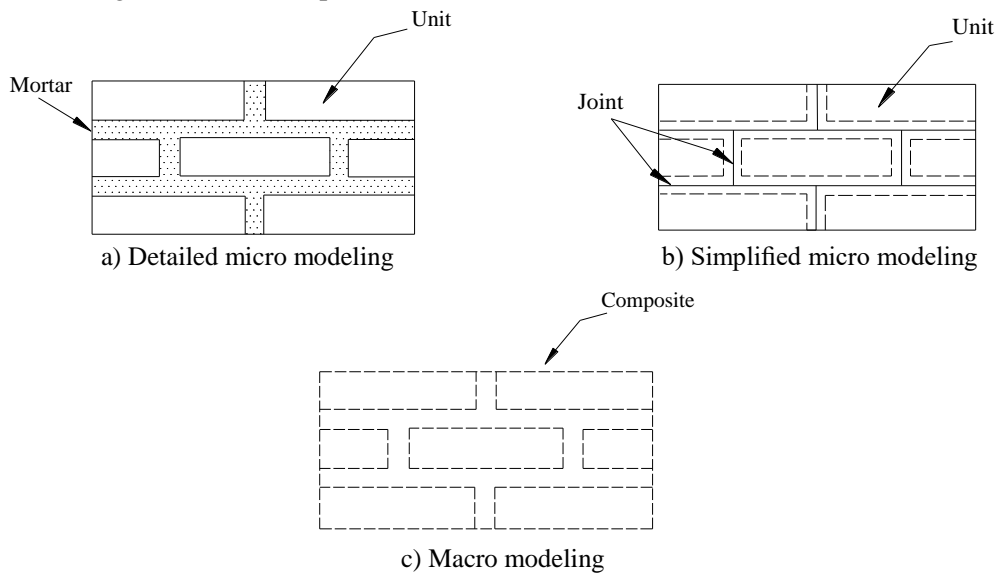 Unit
Mortar
a) Detailed micro modeling
Unit
Joint
b) Simplified micro modeling
Composite
c) Macro modeling